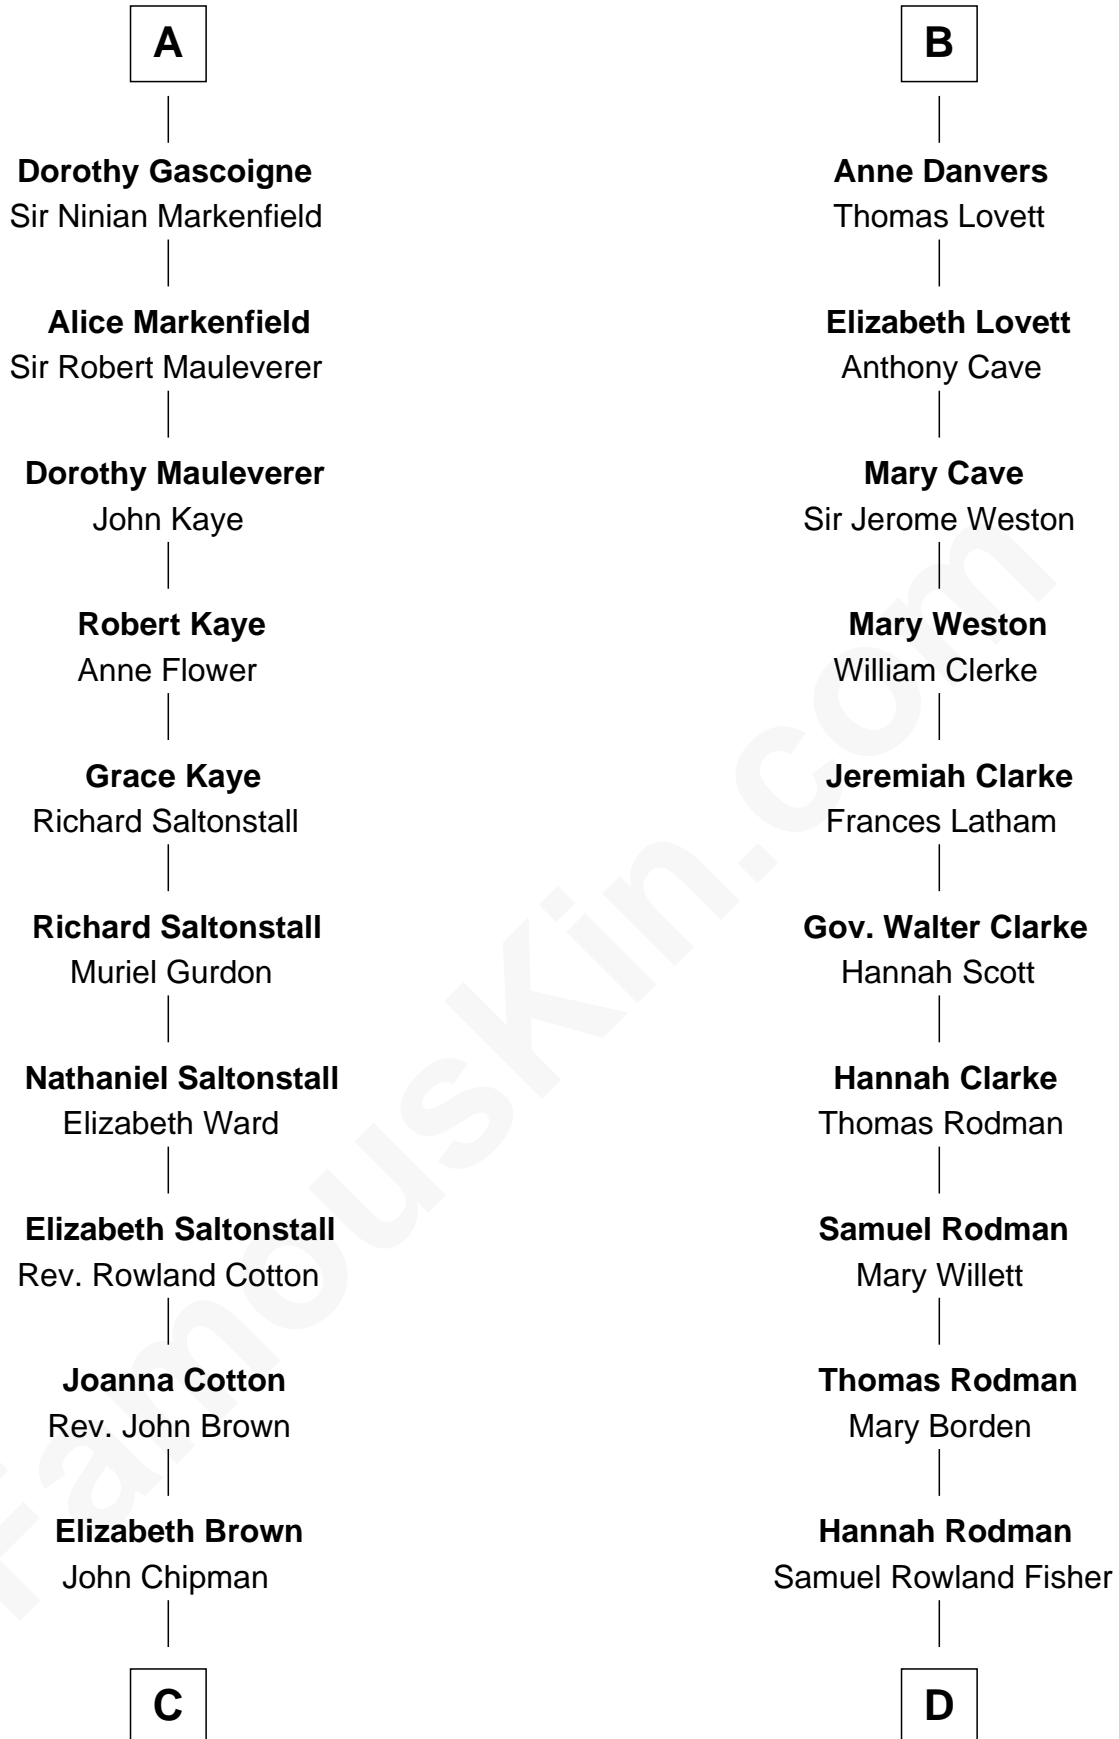 A
Dorothy Gascoigne
Sir Ninian Markenfield
Alice Markenfield
Sir Robert Mauleverer
Dorothy Mauleverer
John Kaye
Robert Kaye
Anne Flower
Grace Kaye
Richard Saltonstall
Richard Saltonstall
Muriel Gurdon
Nathaniel Saltonstall
Elizabeth Ward
Elizabeth Saltonstall
Rev. Rowland Cotton
Joanna Cotton
Rev. John Brown
Elizabeth Brown
John Chipman
C
B
Anne Danvers
Thomas Lovett
Elizabeth Lovett
Anthony Cave
Mary Cave
Sir Jerome Weston
Mary Weston
William Clerke
Jeremiah Clarke
Frances Latham
Gov. Walter Clarke
Hannah Scott
Hannah Clarke
Thomas Rodman
Samuel Rodman
Mary Willett
Thomas Rodman
Mary Borden
Hannah Rodman
Samuel Rowland Fisher
D
FamousKin.com